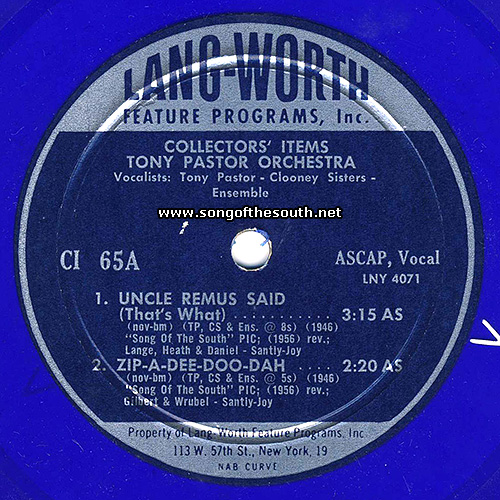 LANG-WORTH
FEATURE PROGRAMS, Inc.
COLLECTORS' ITEMS
TONY PASTOR ORCHESTRA
Vocalists: Tony Pastor - Clooney Sisters -
Ensemble
www.songofthesouth.net
CI 65A
ASCAP, Vocal
LNY 4071
1. UNCLE REMUS SAID
(That's What) ........... 3:15 AS
(nov-bm) (TP, CS & Ens. @ 8s) (1946)
"Song Of The South" PIC; (1956) rev.;
Lange, Heath & Daniel - Santly-Joy
2. ZIP-A-DEE-DOO-DAH .... 2:20 AS
(nov-bm) (TP, CS & Ens. @ 5s) (1946)
"Song Of The South" PIC; (1956) rev.;
Gilbert & Wrubel - Santly-Joy
Property of Lang-Worth Feature Programs, Inc.
113 W. 57th St., New York, 19
NAB CURVE